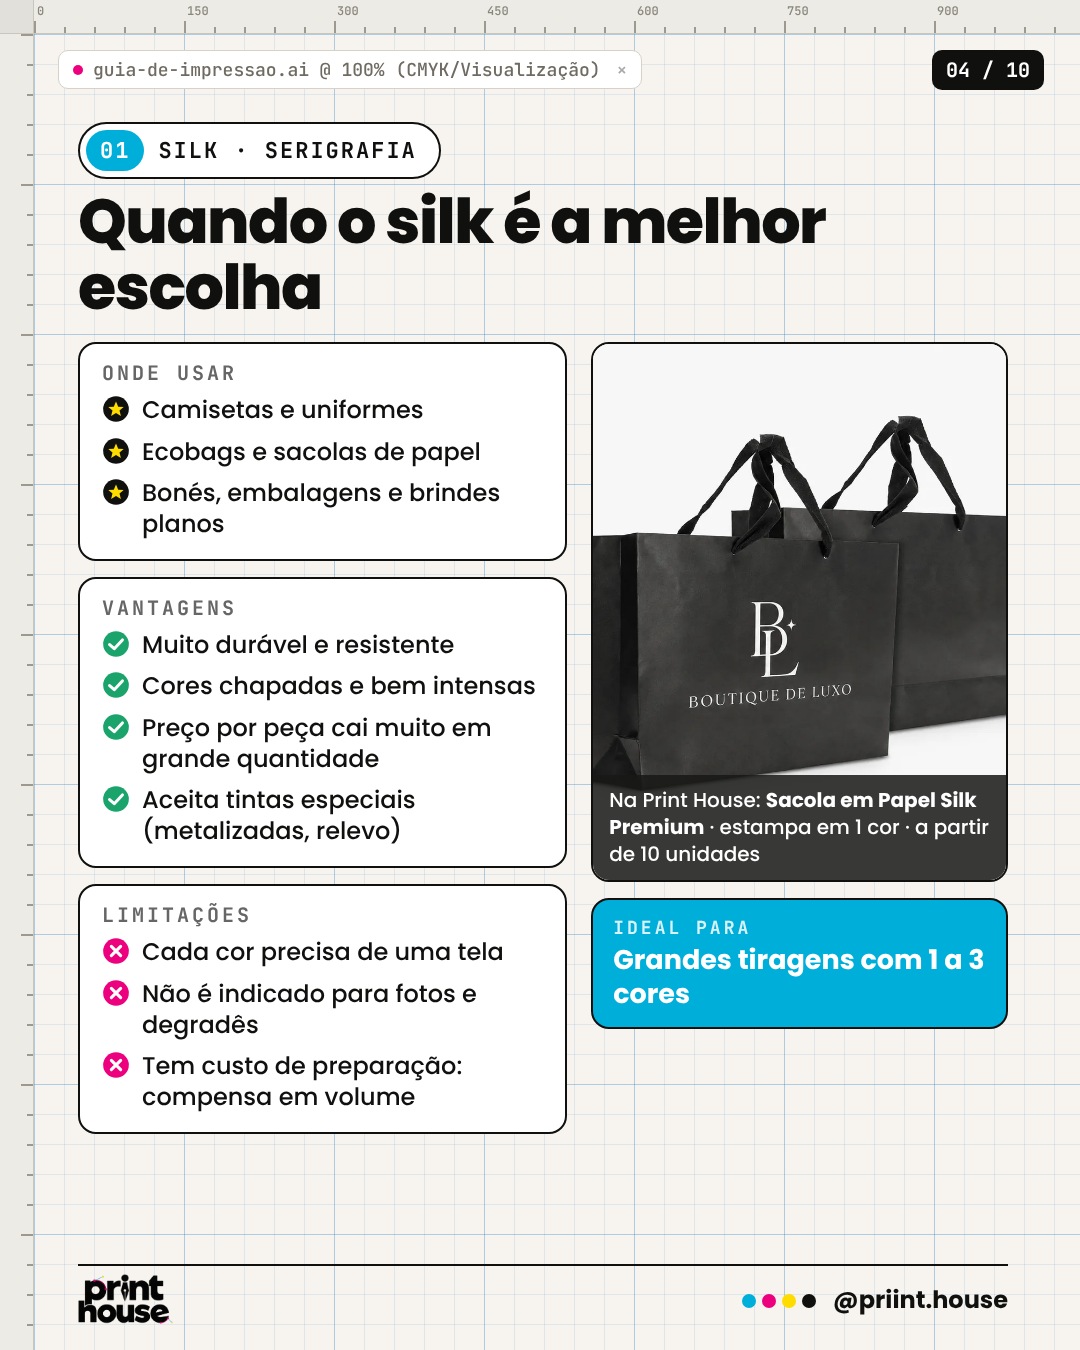 0 150 300 450 600 750 900
guia-de-impressao.ai @ 100% (CMYK/Visualização) ×
04 / 10
01 SILK · SERIGRAFIA
Quando o silk é a melhor
escolha
ONDE USAR
Camisetas e uniformes
Ecobags e sacolas de papel
Bonés, embalagens e brindes
planos
VANTAGENS
Muito durável e resistente
Cores chapadas e bem intensas
Preço por peça cai muito em
grande quantidade
Aceita tintas especiais
(metalizadas, relevo)
LIMITAÇÕES
Cada cor precisa de uma tela
Não é indicado para fotos e
degradês
Tem custo de preparação:
compensa em volume
BL
BOUTIQUE DE LUXO
Na Print House: Sacola em Papel Silk
Premium · estampa em 1 cor · a partir
de 10 unidades
IDEAL PARA
Grandes tiragens com 1 a 3
cores
print
house
@priint.house